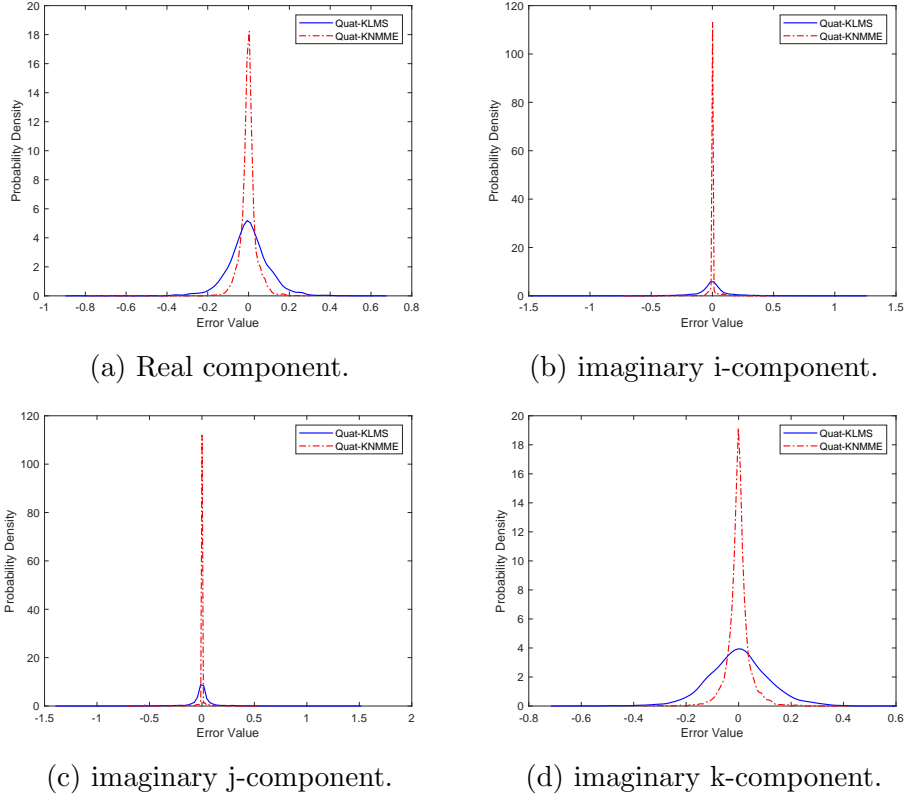 20
18
16
14
12
10
8
6
4
2
0
Probability Density
-1 -0.8 -0.6 -0.4 -0.2 0 0.2 0.4 0.6 0.8
Error Value
Quat-KLMS
Quat-KNMME
(a) Real component.
120
100
80
60
40
20
0
Probability Density
-1.5 -1 -0.5 0 0.5 1 1.5
Error Value
Quat-KLMS
Quat-KNMME
(b) imaginary i-component.
120
100
80
60
40
20
0
Probability Density
-1.5 -1 -0.5 0 0.5 1 1.5 2
Error Value
Quat-KLMS
Quat-KNMME
(c) imaginary j-component.
20
18
16
14
12
10
8
6
4
2
0
Probability Density
-0.8 -0.6 -0.4 -0.2 0 0.2 0.4 0.6
Error Value
Quat-KLMS
Quat-KNMME
(d) imaginary k-component.